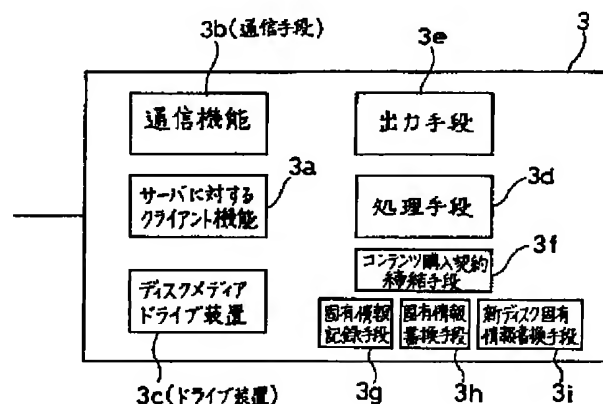 3b(通信手段)
3e
3
通信機能
出力手段
3a
サーバに対する
クライアント機能
処理手段
3d
コンテンツ購入契約
締結手段
3f
ディスクメディア
ドライブ装置
固有情報
記録手段
固有情報
書換手段
新ディスク固有
情報書換手段
3c(ドライブ装置)
3g
3h
3i